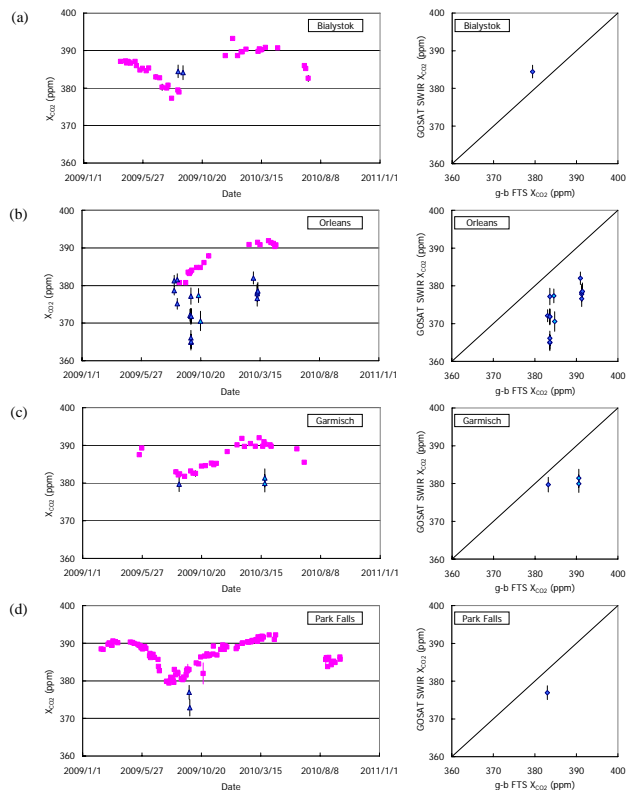 (a)
Bialystok
400
390
380
370
360
X_CO2 (ppm)
2009/1/1 2009/5/27 2009/10/20 2010/3/15 2010/8/8 2011/1/1
Date
400
390
380
370
360
GOSAT SWIR X_CO2 (ppm)
Bialystok
360 370 380 390 400
g-b FTS X_CO2 (ppm)
(b)
Orleans
400
390
380
370
360
X_CO2 (ppm)
2009/1/1 2009/5/27 2009/10/20 2010/3/15 2010/8/8 2011/1/1
Date
400
390
380
370
360
GOSAT SWIR X_CO2 (ppm)
Orleans
360 370 380 390 400
g-b FTS X_CO2 (ppm)
(c)
Garmisch
400
390
380
370
360
X_CO2 (ppm)
2009/1/1 2009/5/27 2009/10/20 2010/3/15 2010/8/8 2011/1/1
Date
400
390
380
370
360
GOSAT SWIR X_CO2 (ppm)
Garmisch
360 370 380 390 400
g-b FTS X_CO2 (ppm)
(d)
Park Falls
400
390
380
370
360
X_CO2 (ppm)
2009/1/1 2009/5/27 2009/10/20 2010/3/15 2010/8/8 2011/1/1
Date
400
390
380
370
360
GOSAT SWIR X_CO2 (ppm)
Park Falls
360 370 380 390 400
g-b FTS X_CO2 (ppm)